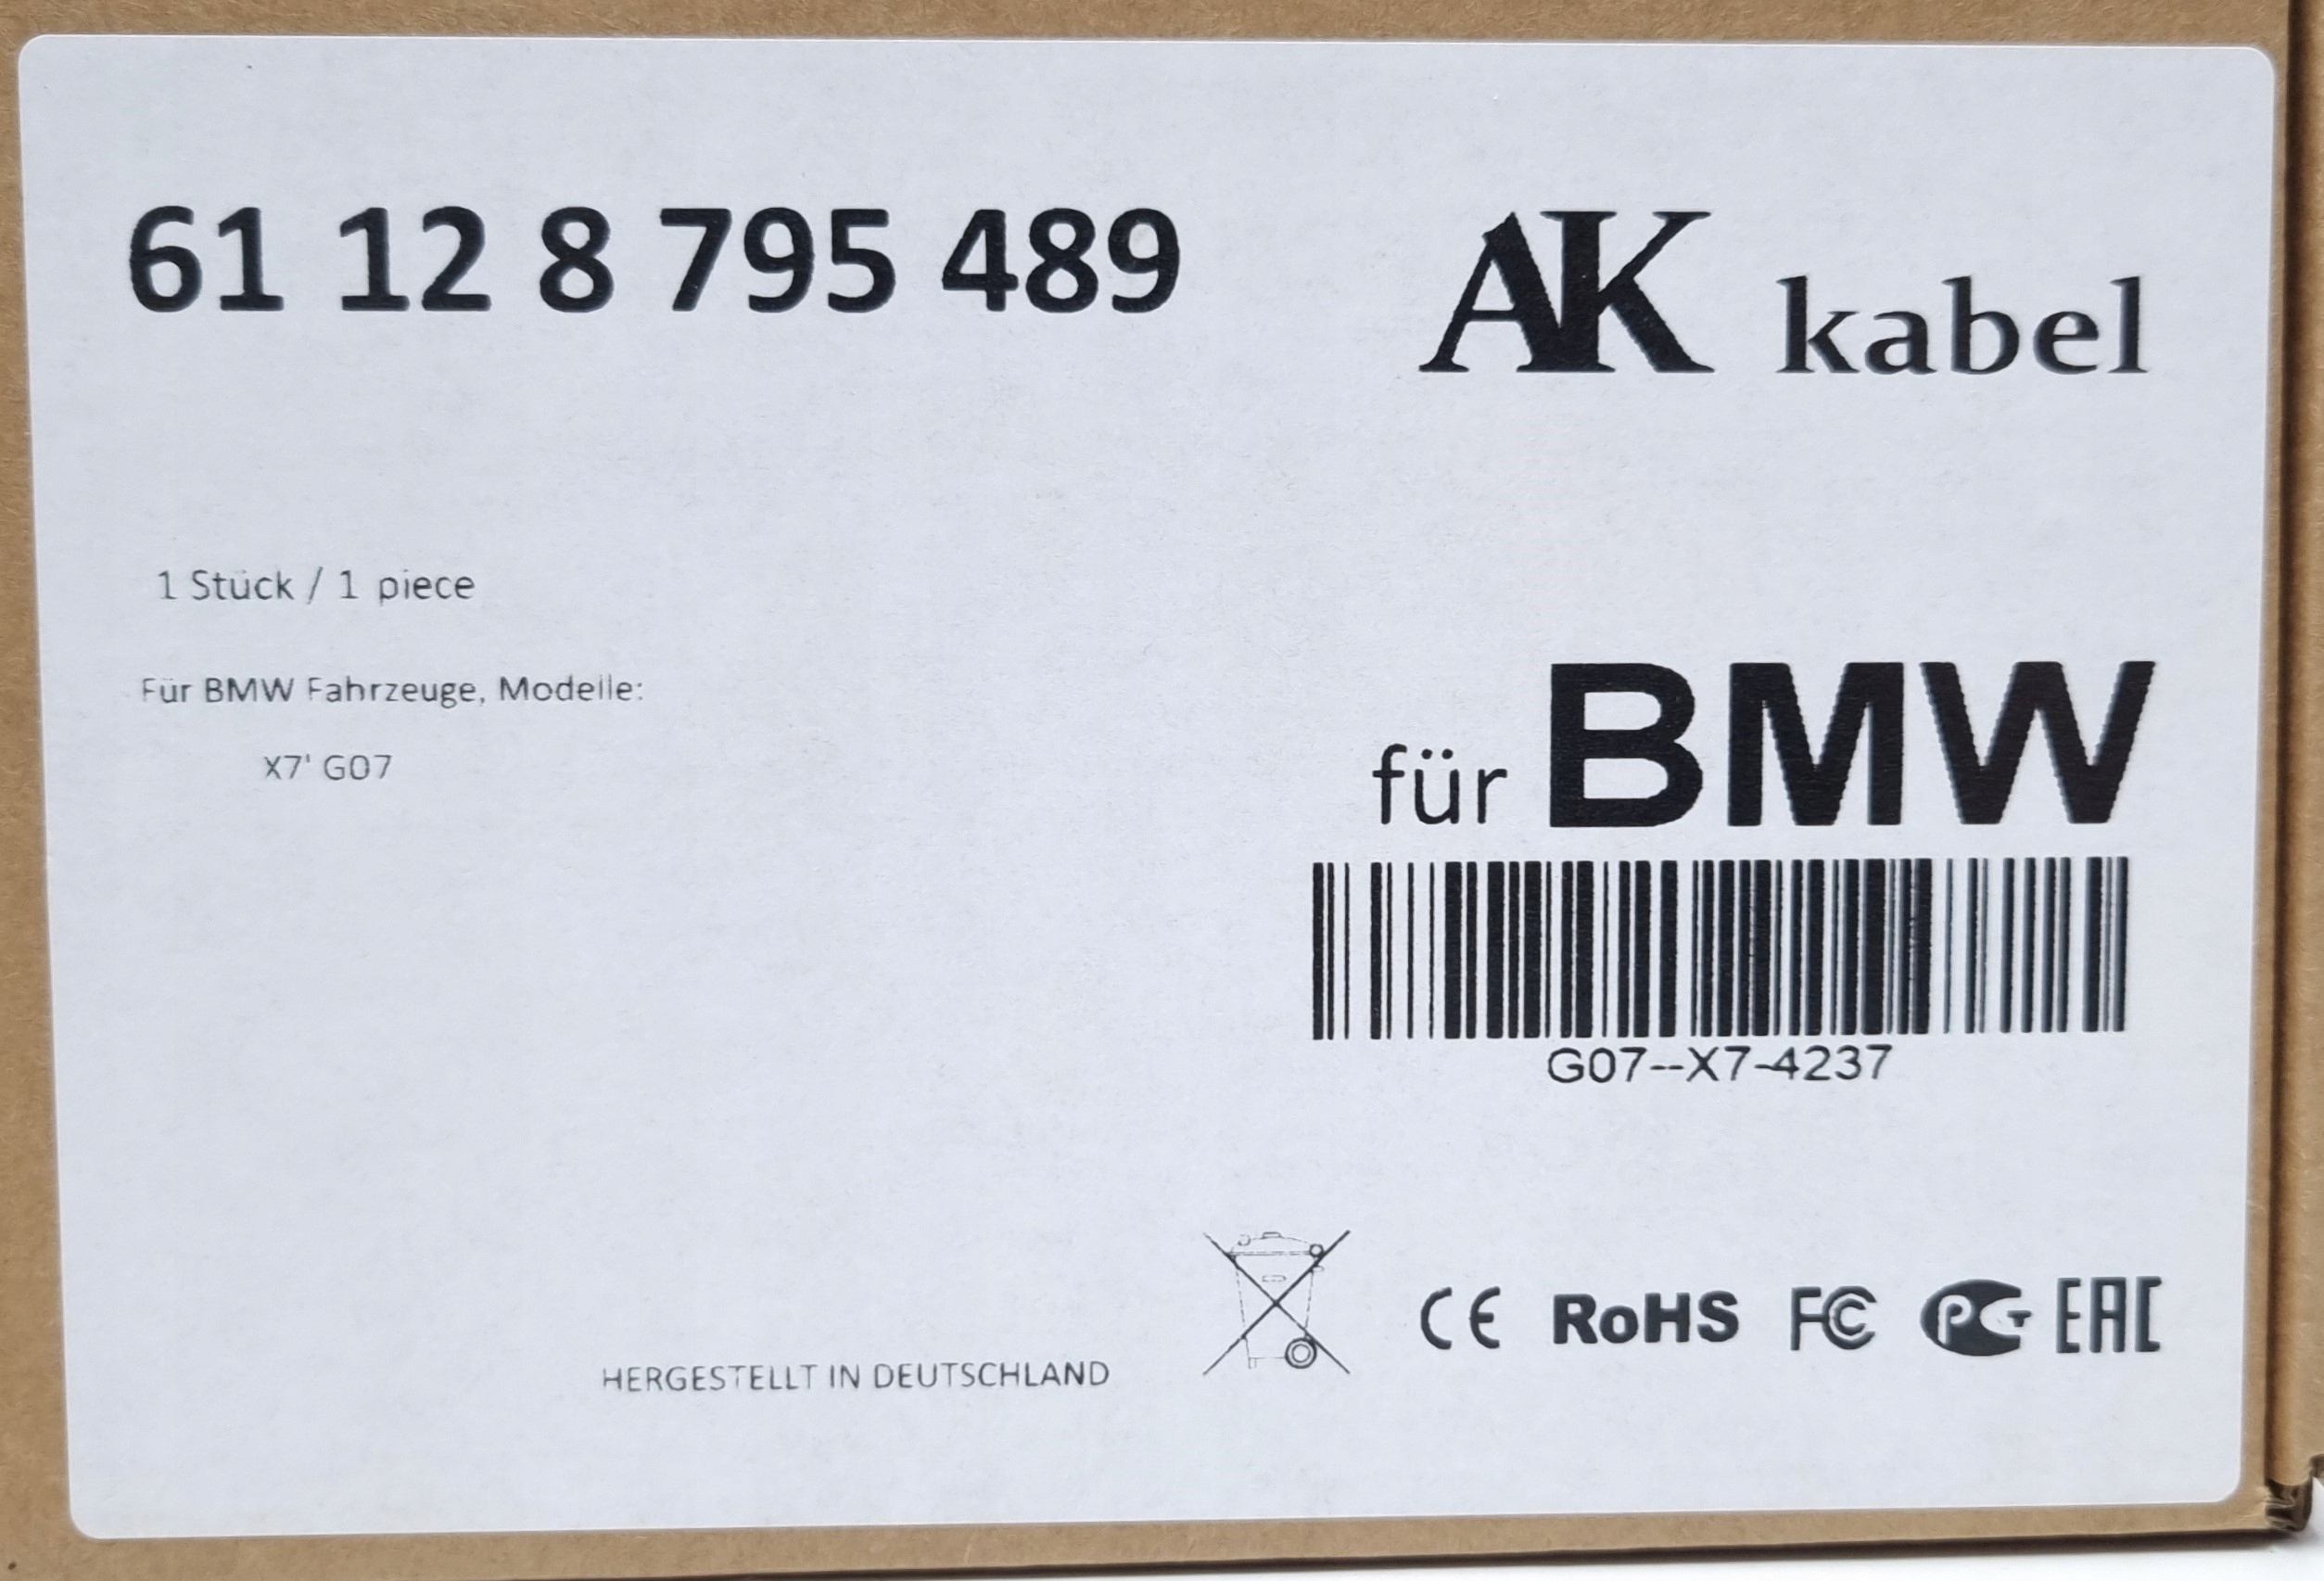 61 12 8 795 489
AK kabel
1 Stück / 1 piece
Für BMW Fahrzeuge, Modelle:
X7' G07
für BMW
G07--X7-4237
HERGESTELLT IN DEUTSCHLAND
CE RoHS FC PCT EAC